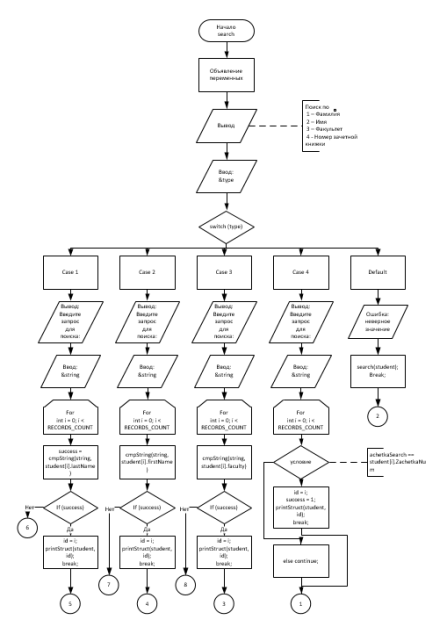 Начало
search
Объявление
переменных
Вывод
Поиск по
1 – Фамилия
2 – Имя
3 – Факультет
4 - Номер зачетной
книжки
Ввод:
&type
switch (type)
Case 1
Case 2
Case 3
Case 4
Default
Вывод:
Введите
запрос
для
поиска:
Вывод:
Введите
запрос
для
поиска:
Вывод:
Введите
запрос
для
поиска:
Вывод:
Введите
запрос
для
поиска:
Ошибка:
неверное
значение
Ввод:
&string
Ввод:
&string
Ввод:
&string
Ввод:
&string
search(student);
Break;
For
int i = 0; i <
RECORDS_COUNT
For
int i = 0; i <
RECORDS_COUNT
For
int i = 0; i <
RECORDS_COUNT
For
int i = 0; i <
RECORDS_COUNT
2
success =
cmpString(string,
student[i].lastName
)
cmpString(string,
student[i].firstName
)
cmpString(string,
student[i].faculty)
условие
achetkaSearch ==
student[i].ZachetkaNu
m
If (success)
If (success)
If (success)
id = i;
success = 1;
printStruct(student,
id);
break;
Нет
Нет
Нет
6
Да
Да
Да
id = i;
printStruct(student,
id);
break;
id = i;
printStruct(student,
id);
break;
id = i;
printStruct(student,
id);
break;
else continue;
7
8
5
4
3
1